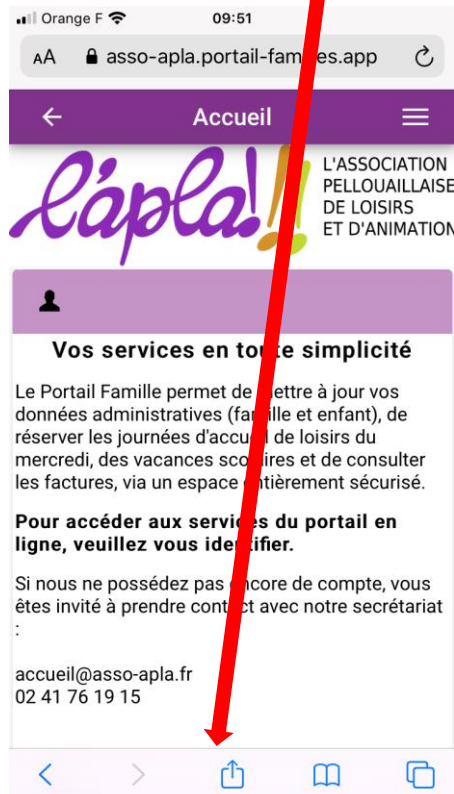 Orange F 09:51
AA asso-apla.portail-fam es.app
Accueil
l'apla!!
L'ASSOCIATION
PELLOUAILLAISE
DE LOISIRS
ET D'ANIMATION
Vos services en toute simplicité
Le Portail Famille permet de mettre à jour vos
données administratives (famille et enfant), de
réserver les journées d'accueil de loisirs du
mercredi, des vacances scolaires et de consulter
les factures, via un espace entièrement sécurisé.
Pour accéder aux services du portail en
ligne, veuillez vous identifier.
Si nous ne possédez pas encore de compte, vous
êtes invité à prendre contact avec notre secrétariat
:
accueil@asso-apla.fr
02 41 76 19 15